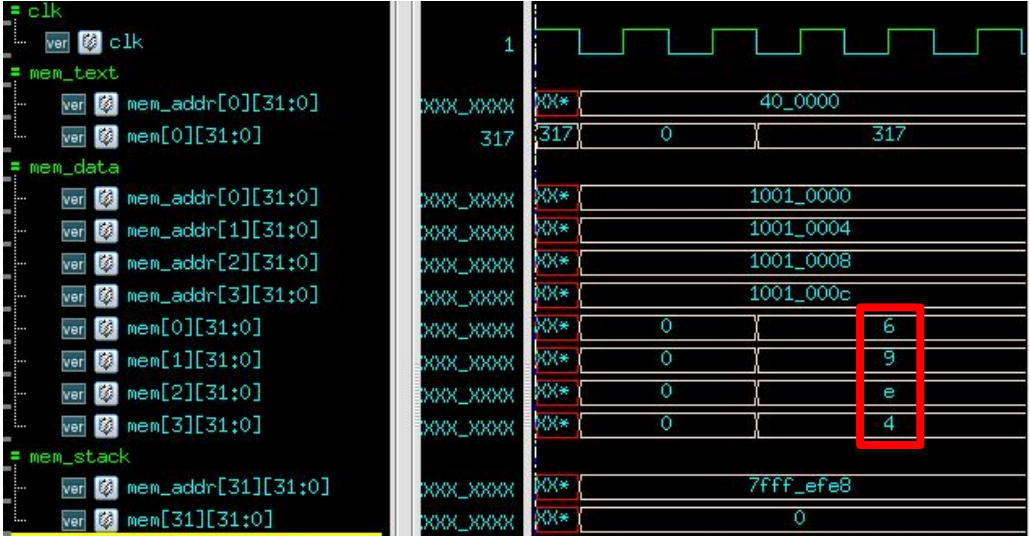 = clk
ver clk 1
= mem_text
ver mem_addr[0][31:0] XXX_XXXX XX* 40_0000
ver mem[0][31:0] 317 317 0 317
= mem_data
ver mem_addr[0][31:0] XXX_XXXX XX* 1001_0000
ver mem_addr[1][31:0] XXX_XXXX XX* 1001_0004
ver mem_addr[2][31:0] XXX_XXXX XX* 1001_0008
ver mem_addr[3][31:0] XXX_XXXX XX* 1001_000c
ver mem[0][31:0] XXX_XXXX XX* 0 6
ver mem[1][31:0] XXX_XXXX XX* 0 9
ver mem[2][31:0] XXX_XXXX XX* 0 e
ver mem[3][31:0] XXX_XXXX XX* 0 4
= mem_stack
ver mem_addr[31][31:0] XXX_XXXX XX* 7fff_efe8
ver mem[31][31:0] XXX_XXXX XX* 0